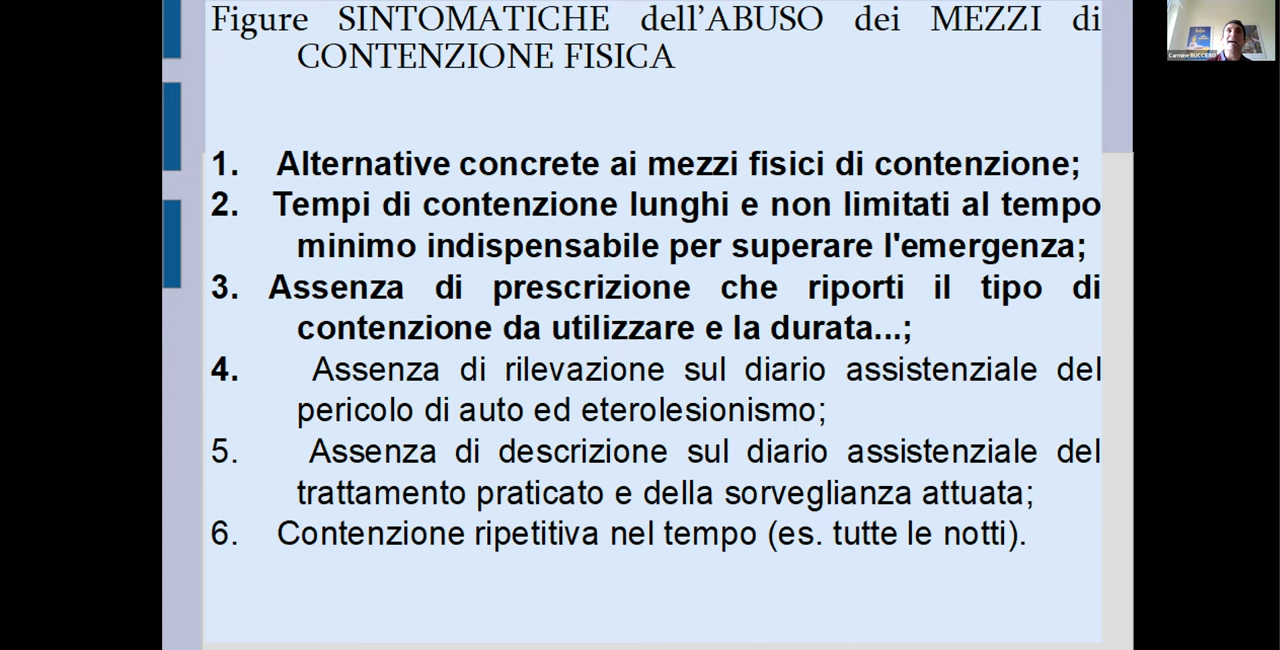 Figure SINTOMATICHE dell'ABUSO dei MEZZI di
CONTENZIONE FISICA
1. Alternative concrete ai mezzi fisici di contenzione;
2. Tempi di contenzione lunghi e non limitati al tempo
minimo indispensabile per superare l'emergenza;
3. Assenza di prescrizione che riporti il tipo di
contenzione da utilizzare e la durata...;
4. Assenza di rilevazione sul diario assistenziale del
pericolo di auto ed eterolesionismo;
5. Assenza di descrizione sul diario assistenziale del
trattamento praticato e della sorveglianza attuata;
6. Contenzione ripetitiva nel tempo (es. tutte le notti).
Carmine BUCCERO